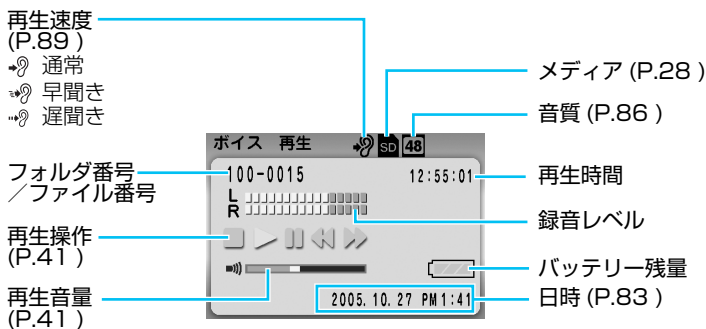 再生速度
(P.89 )
通常
早聞き
遅聞き
フォルダ番号
／ファイル番号
再生操作
(P.41 )
再生音量
(P.41 )
ボイス 再生
SD 48
100-0015 12:55:01
L
R
2005.10.27 PM1:41
メディア (P.28 )
音質 (P.86 )
再生時間
録音レベル
バッテリー残量
日時 (P.83 )